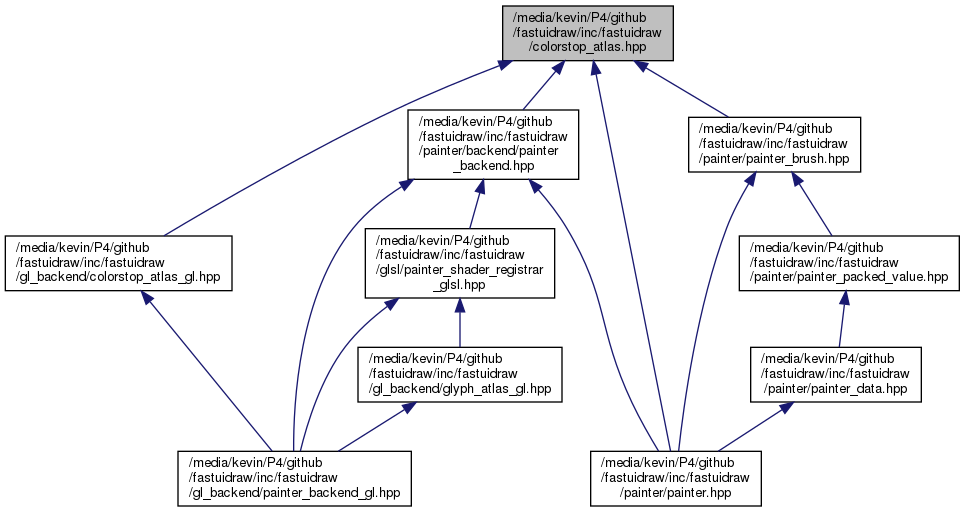 /media/kevin/P4/github
/fastuidraw/inc/fastuidraw
/colorstop_atlas.hpp
/media/kevin/P4/github
/fastuidraw/inc/fastuidraw
/painter/backend/painter
_backend.hpp
/media/kevin/P4/github
/fastuidraw/inc/fastuidraw
/painter/painter_brush.hpp
/media/kevin/P4/github
/fastuidraw/inc/fastuidraw
/gl_backend/colorstop_atlas_gl.hpp
/media/kevin/P4/github
/fastuidraw/inc/fastuidraw
/glsl/painter_shader_registrar
_glsl.hpp
/media/kevin/P4/github
/fastuidraw/inc/fastuidraw
/painter/painter_packed_value.hpp
/media/kevin/P4/github
/fastuidraw/inc/fastuidraw
/gl_backend/glyph_atlas_gl.hpp
/media/kevin/P4/github
/fastuidraw/inc/fastuidraw
/painter/painter_data.hpp
/media/kevin/P4/github
/fastuidraw/inc/fastuidraw
/gl_backend/painter_backend_gl.hpp
/media/kevin/P4/github
/fastuidraw/inc/fastuidraw
/painter/painter.hpp